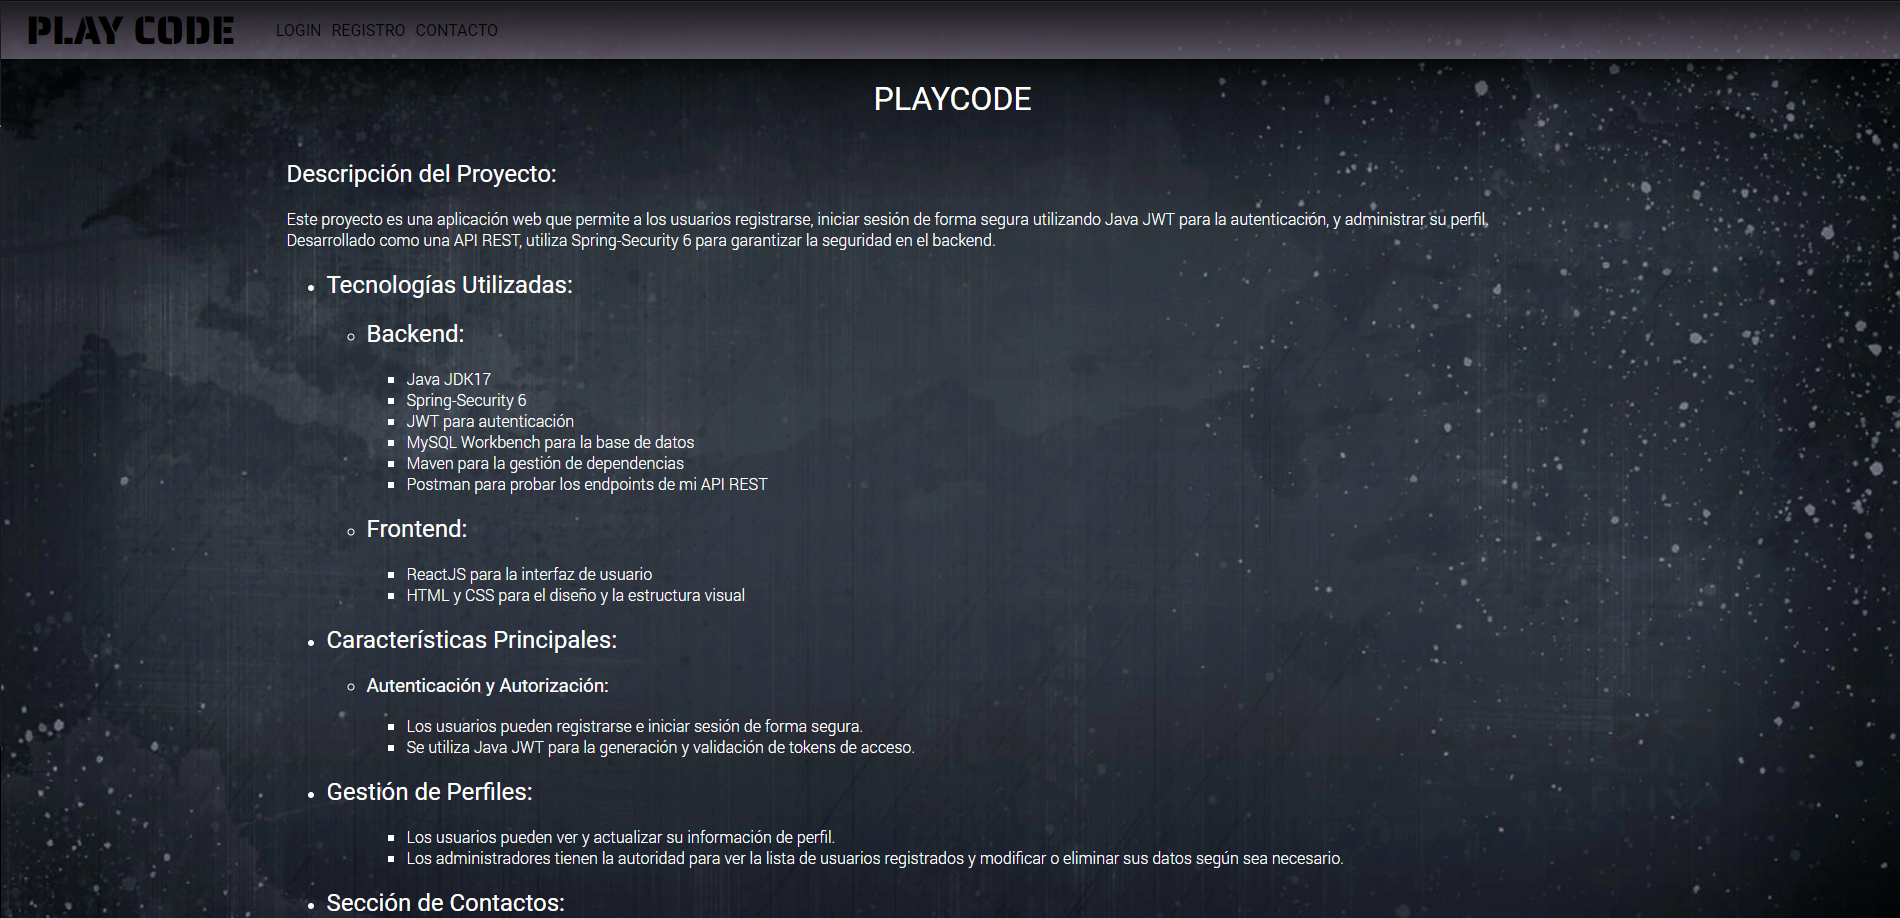 PLAY CODE
LOGIN REGISTRO CONTACTO
PLAYCODE
Descripción del Proyecto:
Este proyecto es una aplicación web que permite a los usuarios registrarse, iniciar sesión de forma segura utilizando Java JWT para la autenticación, y administrar su perfil.
Desarrollado como una API REST, utiliza Spring-Security 6 para garantizar la seguridad en el backend.
Tecnologías Utilizadas:
Backend:
Java JDK17
Spring-Security 6
JWT para autenticación
MySQL Workbench para la base de datos
Maven para la gestión de dependencias
Postman para probar los endpoints de mi API REST
Frontend:
ReactJS para la interfaz de usuario
HTML y CSS para el diseño y la estructura visual
Características Principales:
Autenticación y Autorización:
Los usuarios pueden registrarse e iniciar sesión de forma segura.
Se utiliza Java JWT para la generación y validación de tokens de acceso.
Gestión de Perfiles:
Los usuarios pueden ver y actualizar su información de perfil.
Los administradores tienen la autoridad para ver la lista de usuarios registrados y modificar o eliminar sus datos según sea necesario.
Sección de Contactos: